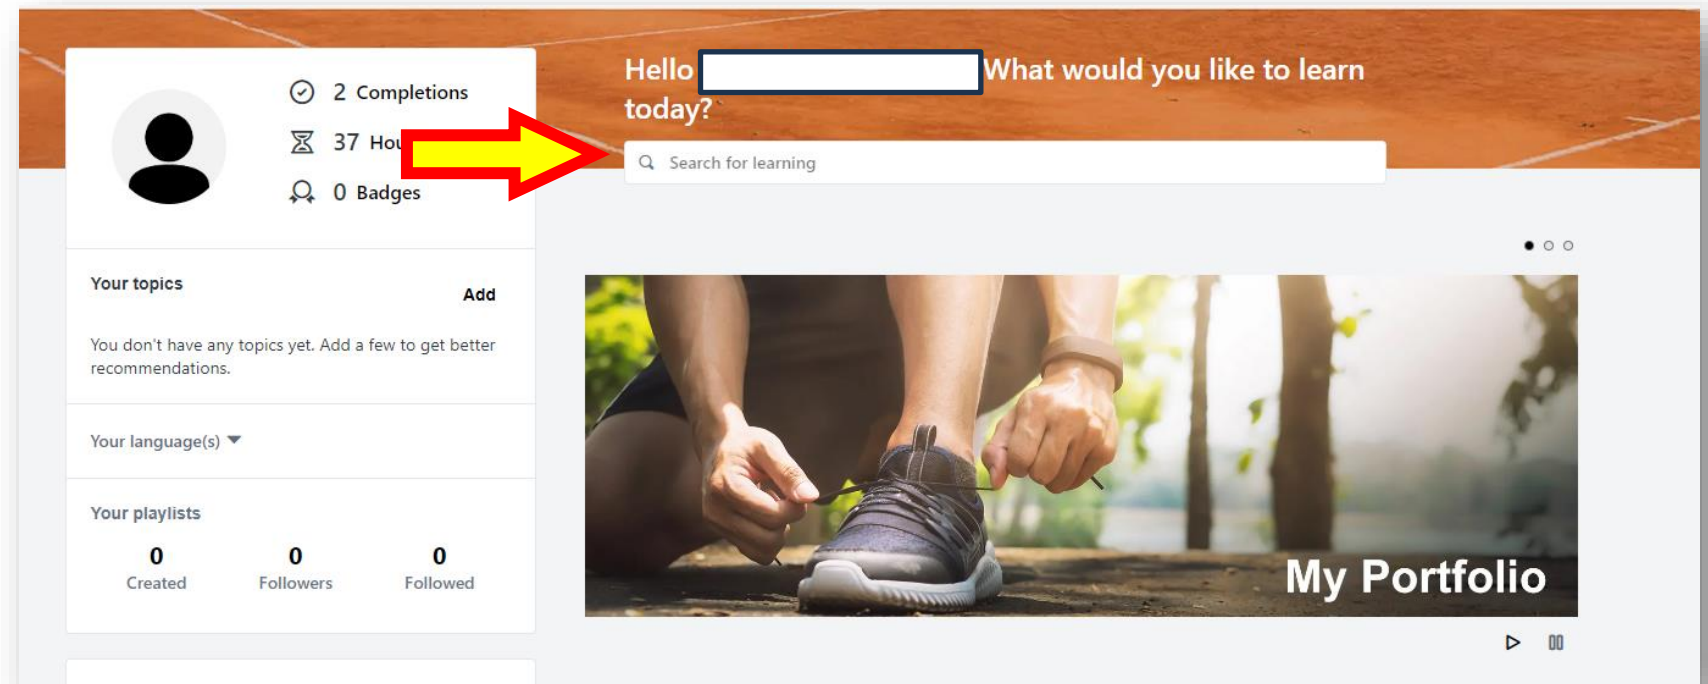 2 Completions
37 Hou
0 Badges
Your topics
Add
You don't have any topics yet. Add a few to get better
recommendations.
Your language(s)
Your playlists
0 0 0
Created Followers Followed
Hello What would you like to learn
today?
Search for learning
My Portfolio